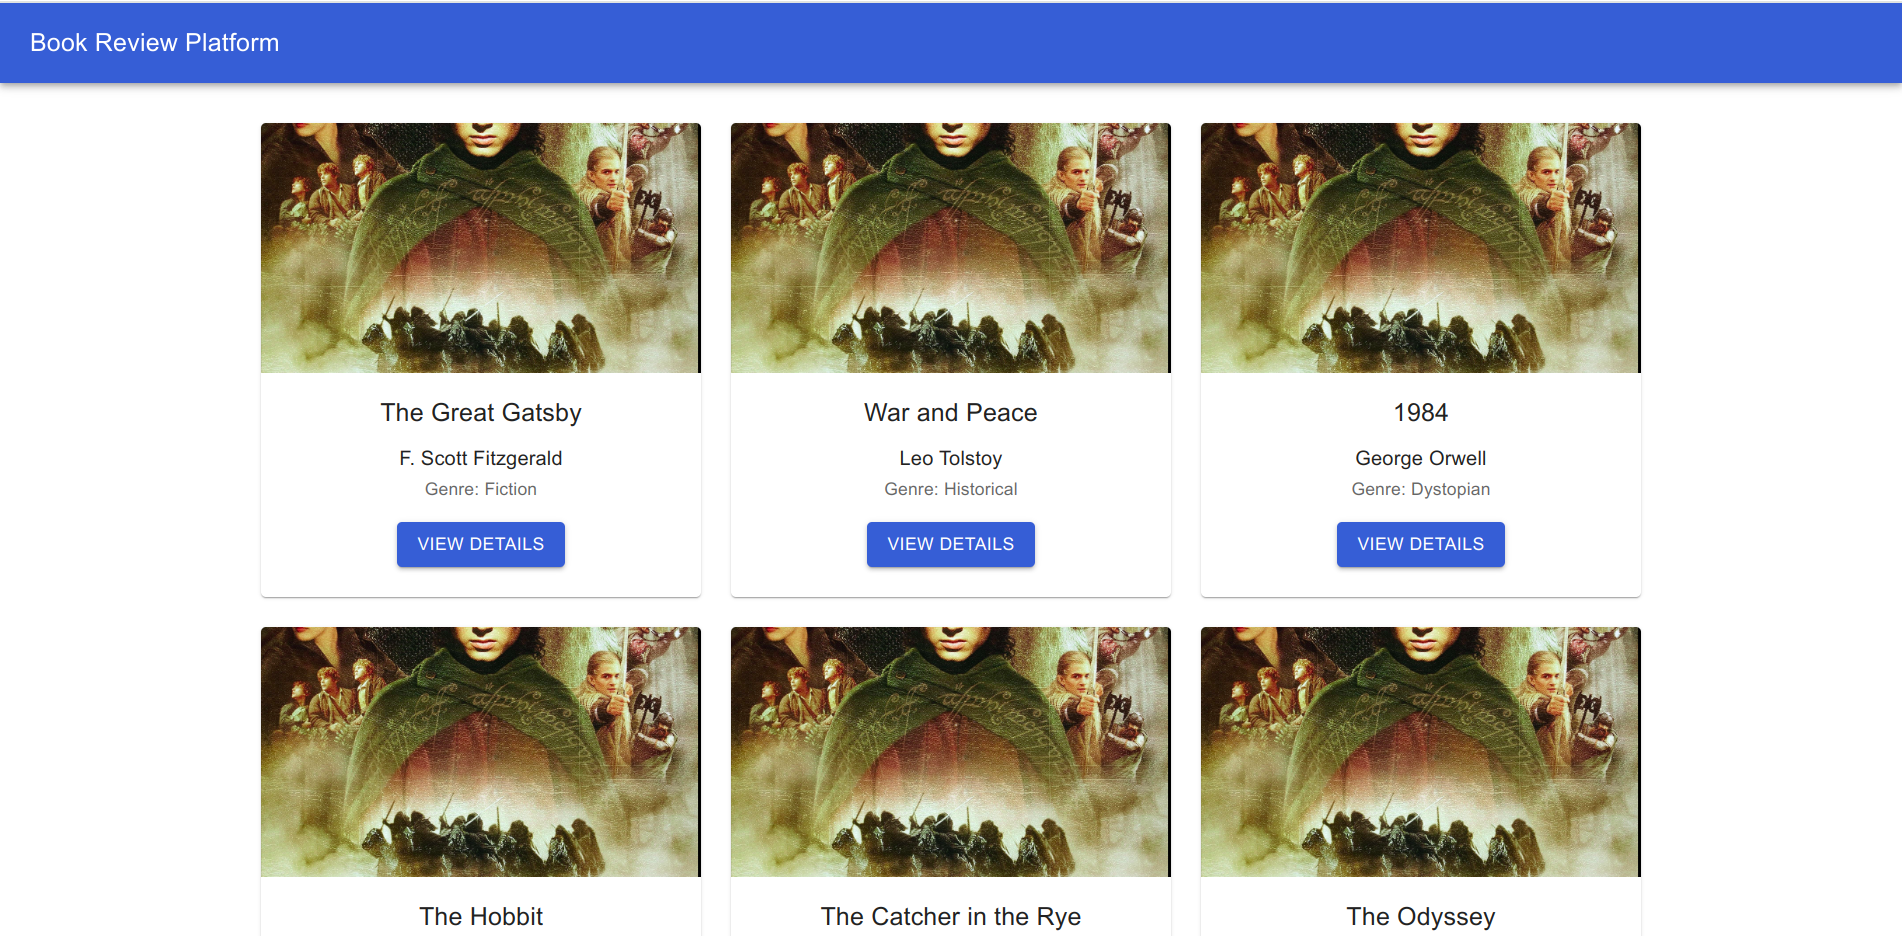 Book Review Platform
The Great Gatsby
F. Scott Fitzgerald
Genre: Fiction
VIEW DETAILS
War and Peace
Leo Tolstoy
Genre: Historical
VIEW DETAILS
1984
George Orwell
Genre: Dystopian
VIEW DETAILS
The Hobbit
The Catcher in the Rye
The Odyssey